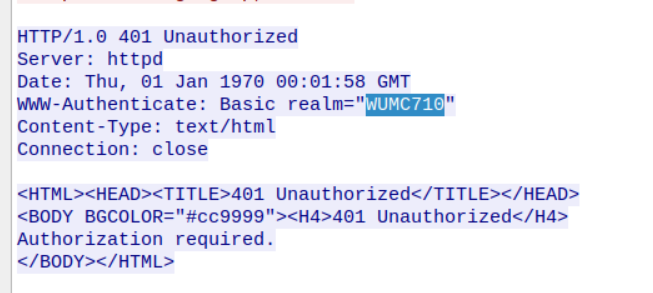 HTTP/1.0 401 Unauthorized
Server: httpd
Date: Thu, 01 Jan 1970 00:01:58 GMT
WWW-Authenticate: Basic realm="WUMC710"
Content-Type: text/html
Connection: close
<HTML><HEAD><TITLE>401 Unauthorized</TITLE></HEAD>
<BODY BGCOLOR="#cc9999"><H4>401 Unauthorized</H4>
Authorization required.
</BODY></HTML>